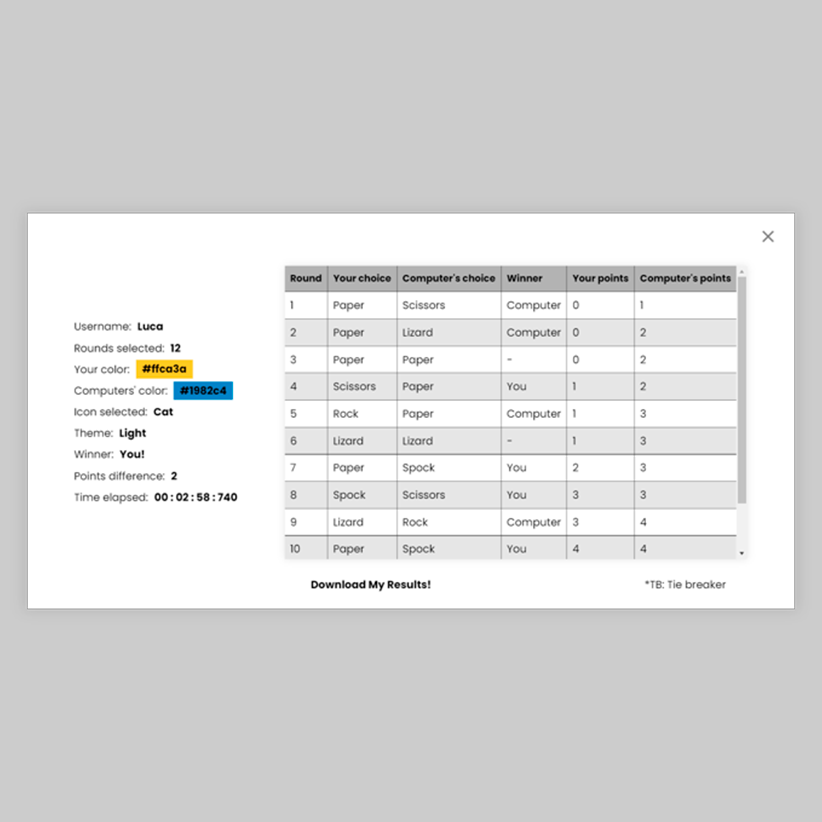 Username: Luca
Rounds selected: 12
Your color: #ffca3a
Computers' color: #1982c4
Icon selected: Cat
Theme: Light
Winner: You!
Points difference: 2
Time elapsed: 00 : 02 : 58 : 740
Round Your choice Computer's choice Winner Your points Computer's points
1 Paper Scissors Computer 0 1
2 Paper Lizard Computer 0 2
3 Paper Paper - 0 2
4 Scissors Paper You 1 2
5 Rock Paper Computer 1 3
6 Lizard Lizard - 1 3
7 Paper Spock You 2 3
8 Spock Scissors You 3 3
9 Lizard Rock Computer 3 4
10 Paper Spock You 4 4
Download My Results!
*TB: Tie breaker